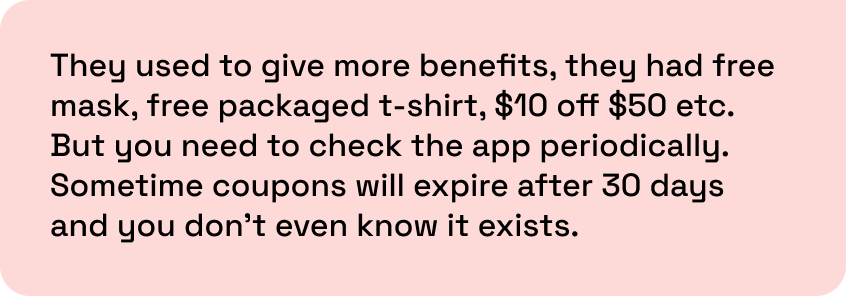 They used to give more benefits, they had free
mask, free packaged t-shirt, $10 off $50 etc.
But you need to check the app periodically.
Sometime coupons will expire after 30 days
and you don’t even know it exists.